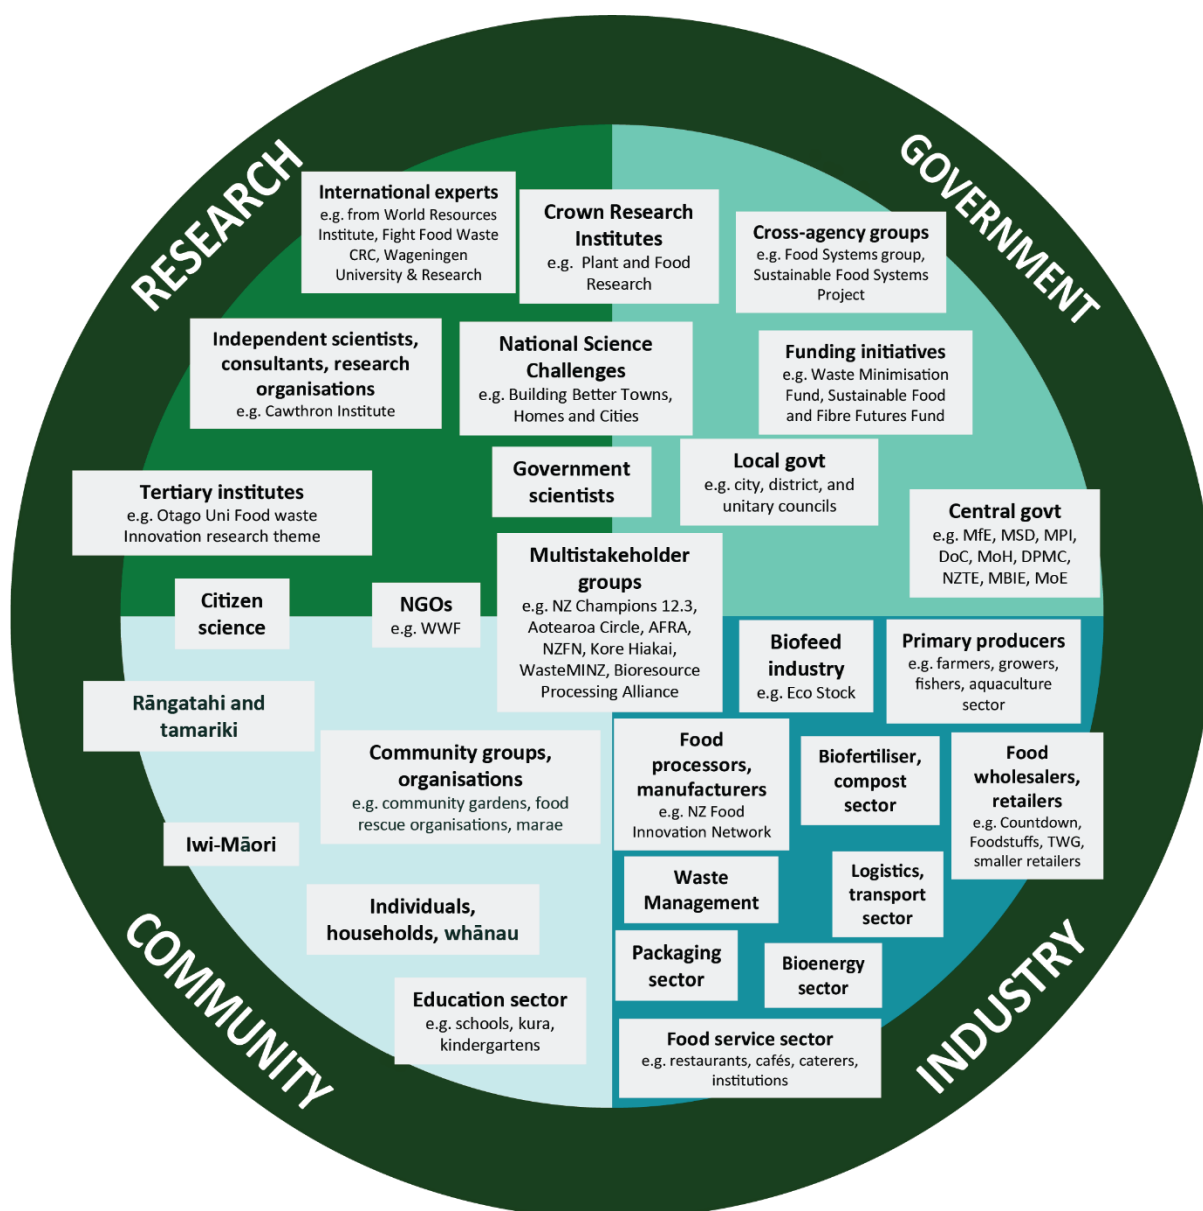 RESEARCH
GOVERNMENT
International experts
e.g. from World Resources
Institute, Fight Food Waste
CRC, Wageningen
University & Research
Crown Research
Institutes
e.g.  Plant and Food
Research
Cross-agency groups
e.g. Food Systems group,
Sustainable Food Systems
Project
Independent scientists,
consultants, research
organisations
e.g. Cawthron Institute
National Science
Challenges
e.g. Building Better Towns,
Homes and Cities
Funding initiatives
e.g. Waste Minimisation
Fund, Sustainable Food
and Fibre Futures Fund
Tertiary institutes
e.g. Otago Uni Food waste
Innovation research theme
Government
scientists
Local govt
e.g. city, district, and
unitary councils
Central govt
e.g. MfE, MSD, MPI,
DoC, MoH, DPMC,
NZTE, MBIE, MoE
Citizen
science
NGOs
e.g. WWF
Multistakeholder
groups
e.g. NZ Champions 12.3,
Aotearoa Circle, AFRA,
NZFN, Kore Hiakai,
WasteMINZ, Bioresource
Processing Alliance
Biofeed
industry
e.g. Eco Stock
Primary producers
e.g. farmers, growers,
fishers, aquaculture
sector
Rāngatahi and
tamariki
Community groups,
organisations
e.g. community gardens, food
rescue organisations, marae
Food
processors,
manufacturers
e.g. NZ Food
Innovation Network
Biofertiliser,
compost
sector
Food
wholesalers,
retailers
e.g. Countdown,
Foodstuffs, TWG,
smaller retailers
Iwi-Māori
Individuals,
households, whānau
Waste
Management
Logistics,
transport
sector
Packaging
sector
Bioenergy
sector
Education sector
e.g. schools, kura,
kindergartens
Food service sector
e.g. restaurants, cafés, caterers,
institutions
COMMUNITY
INDUSTRY